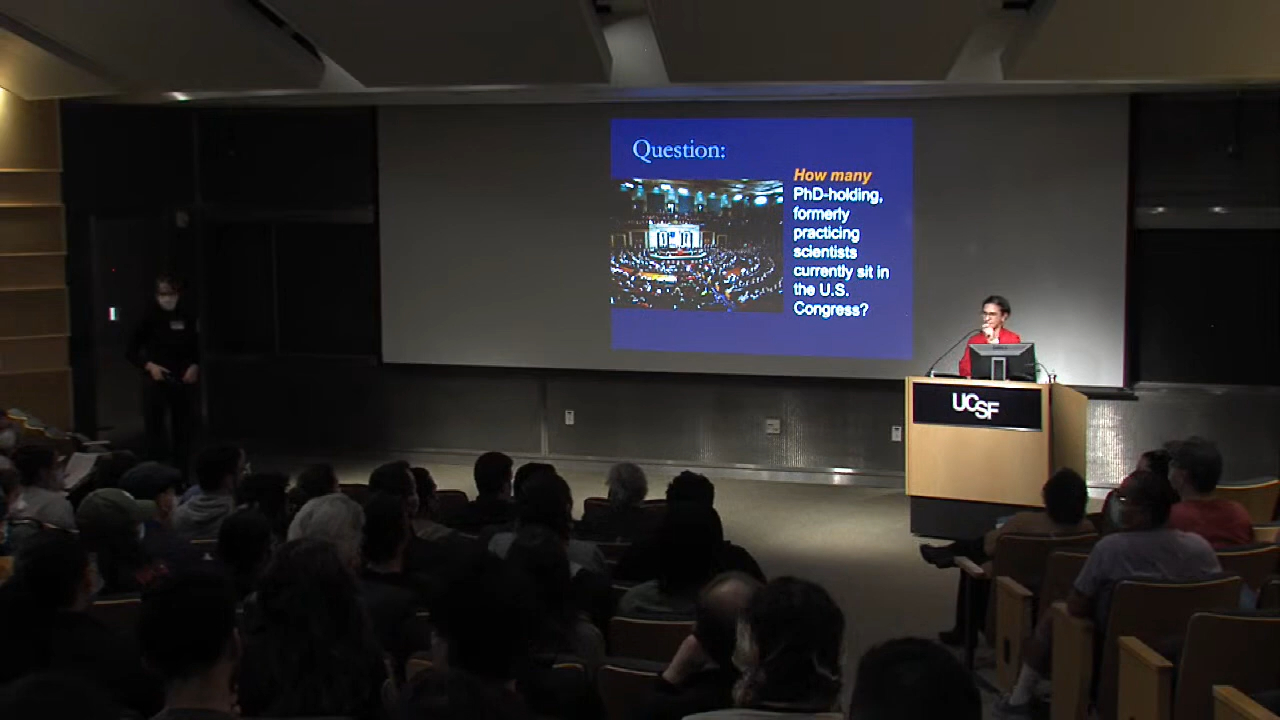 Question:
How many
PhD-holding,
formerly
practicing
scientists
currently sit in
the U.S.
Congress?
UCSF